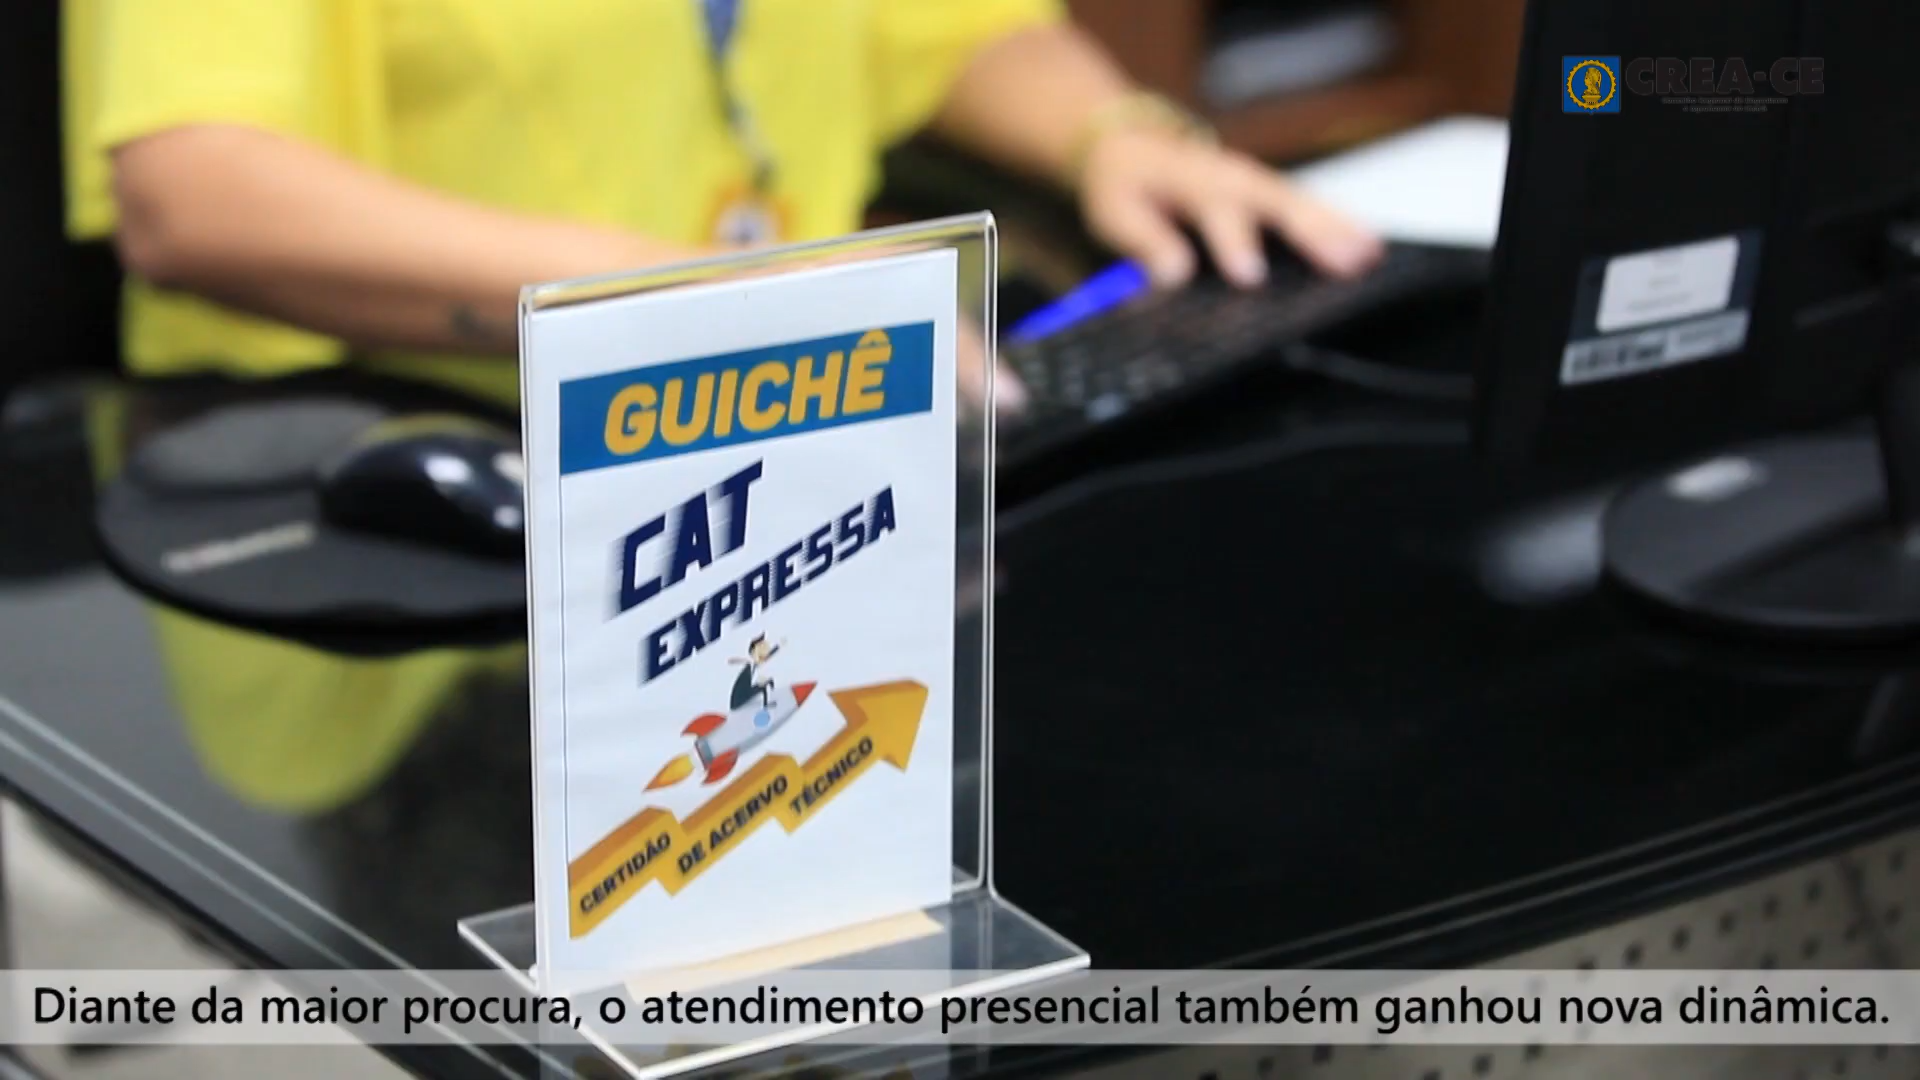 CREA-CE
GUICHÊ
CAT
EXPRESSA
CERTIDÃO
DE ACERVO
TÉCNICO
Diante da maior procura, o atendimento presencial também ganhou nova dinâmica.